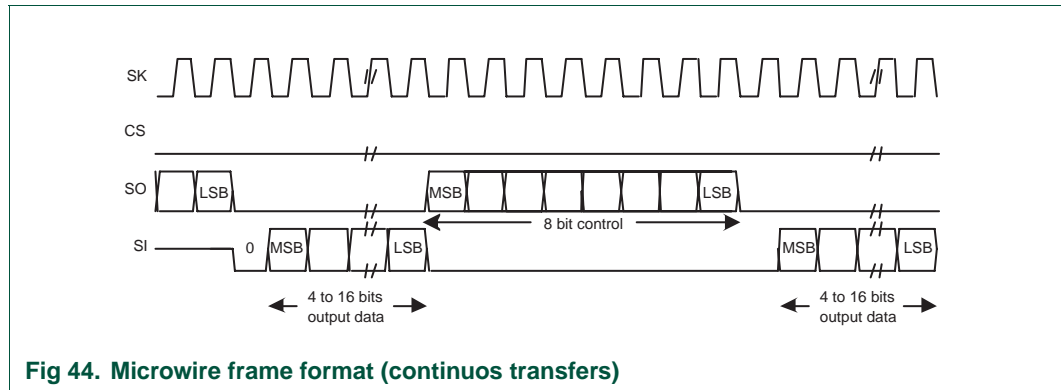 SK
CS
SO
LSB
MSB
LSB
8 bit control
SI
0
MSB
LSB
MSB
LSB
4 to 16 bits
output data
4 to 16 bits
output data
Fig 44. Microwire frame format (continuos transfers)